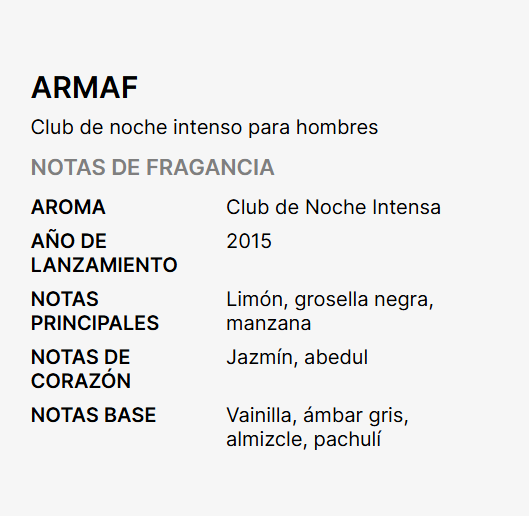 ARMAF
Club de noche intenso para hombres
NOTAS DE FRAGANCIA
AROMA Club de Noche Intensa
AÑO DE 2015
LANZAMIENTO
NOTAS Limón, grosella negra,
PRINCIPALES manzana
NOTAS DE Jazmín, abedul
CORAZÓN
NOTAS BASE Vainilla, ámbar gris,
almizcle, pachulí